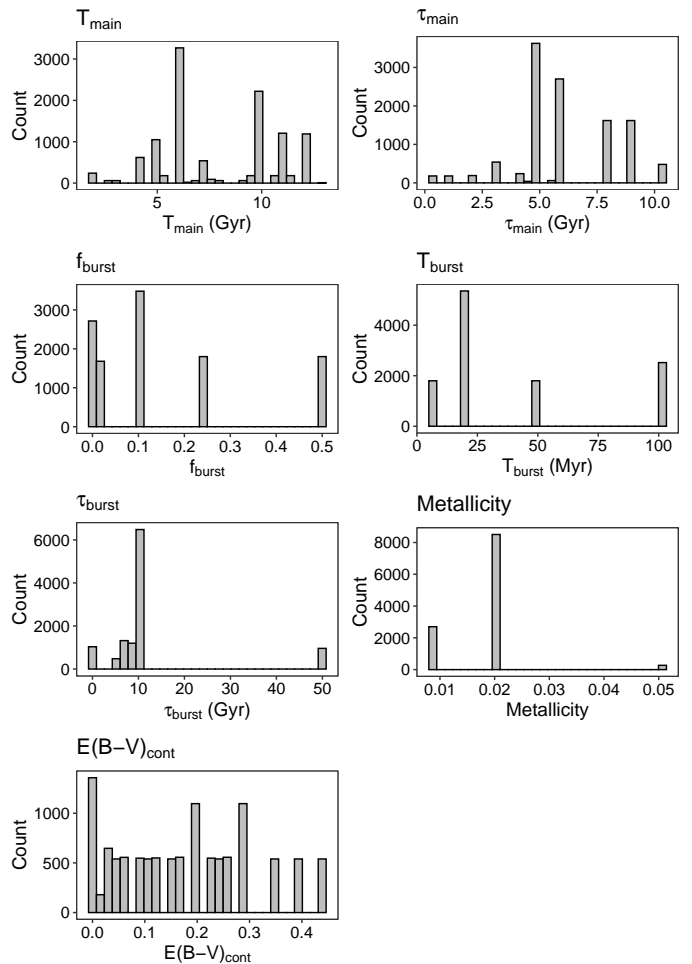 T_main
Count
3000
2000
1000
0
5
10
T_main (Gyr)
τ_main
Count
3000
2000
1000
0
0.0
2.5
5.0
7.5
10.0
τ_main (Gyr)
f_burst
Count
3000
2000
1000
0
0.0
0.1
0.2
0.3
0.4
0.5
f_burst
T_burst
Count
4000
2000
0
0
25
50
75
100
T_burst (Myr)
τ_burst
Count
6000
4000
2000
0
0
10
20
30
40
50
τ_burst (Gyr)
Metallicity
Count
8000
6000
4000
2000
0
0.01
0.02
0.03
0.04
0.05
Metallicity
E(B−V)_cont
Count
1000
500
0
0.0
0.1
0.2
0.3
0.4
E(B−V)_cont